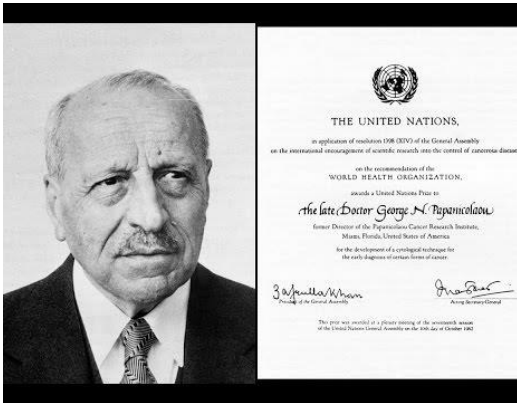 THE UNITED NATIONS,
in application of resolution 1398 (XIV) of the General Assembly
on the international encouragement of scientific research into the control of cancerous diseases
on the recommendation of the
WORLD HEALTH ORGANIZATION,
awards a United Nations Prize to
the late Doctor George N. Papanicolaou
former Director of the Papanicolaou Cancer Research Institute,
Miami, Florida, United States of America
for the development of a cytological technique for
the early diagnosis of certain forms of cancer.
Zafrulla Khan
President of the General Assembly
Acting Secretary-General
This prize was awarded at a plenary meeting of the seventeenth session
of the United Nations General Assembly on the day of October 1962